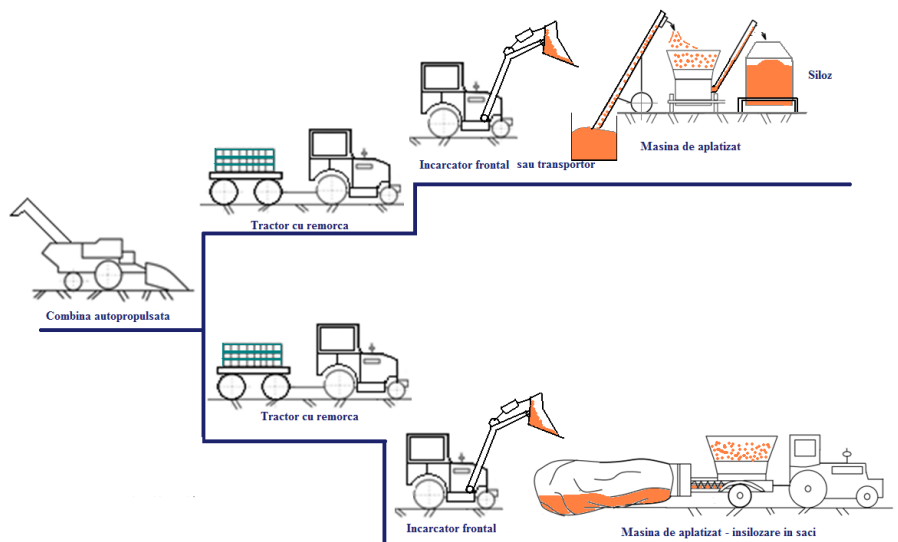 Siloz
Masina de aplatizat
Incarcator frontal sau transportor
Tractor cu remorca
Combina autopropulsata
Tractor cu remorca
Incarcator frontal
Masina de aplatizat - insilozare in saci